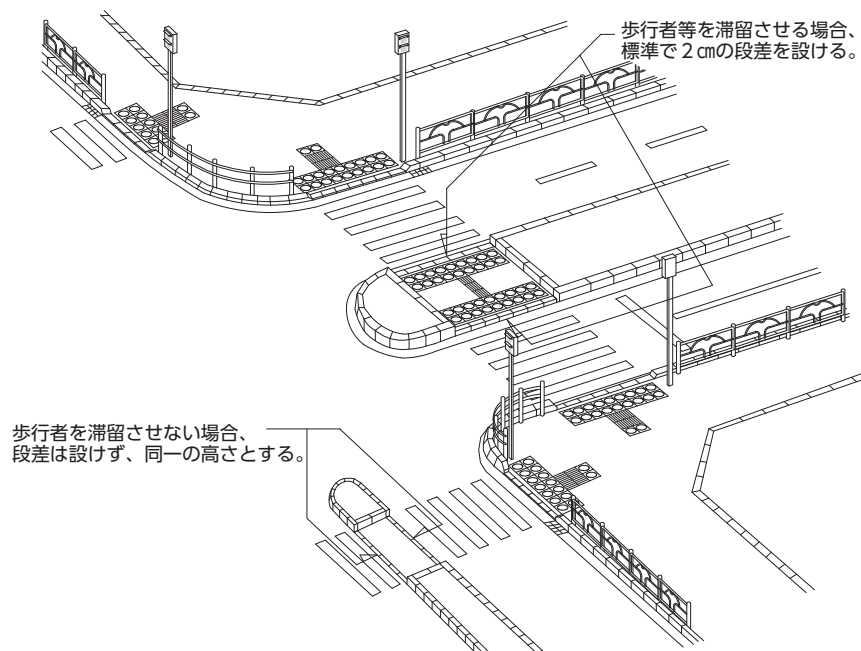 歩行者等を滞留させる場合、
標準で２㎝の段差を設ける。
歩行者を滞留させない場合、
段差は設けず、同一の高さとする。